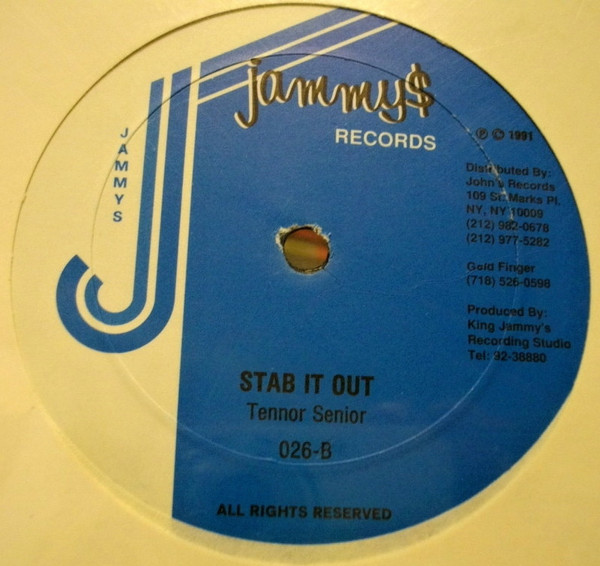 JAMMYS
jammy$
RECORDS
℗ © 1991
Distributed By:
John's Records
109 St. Marks Pl.
NY, NY 10009
(212) 982-0678
(212) 977-5282
Gold Finger
(718) 526-0598
Produced By:
King Jammy's
Recording Studio
Tel: 92-38880
STAB IT OUT
Tennor Senior
026-B
ALL RIGHTS RESERVED